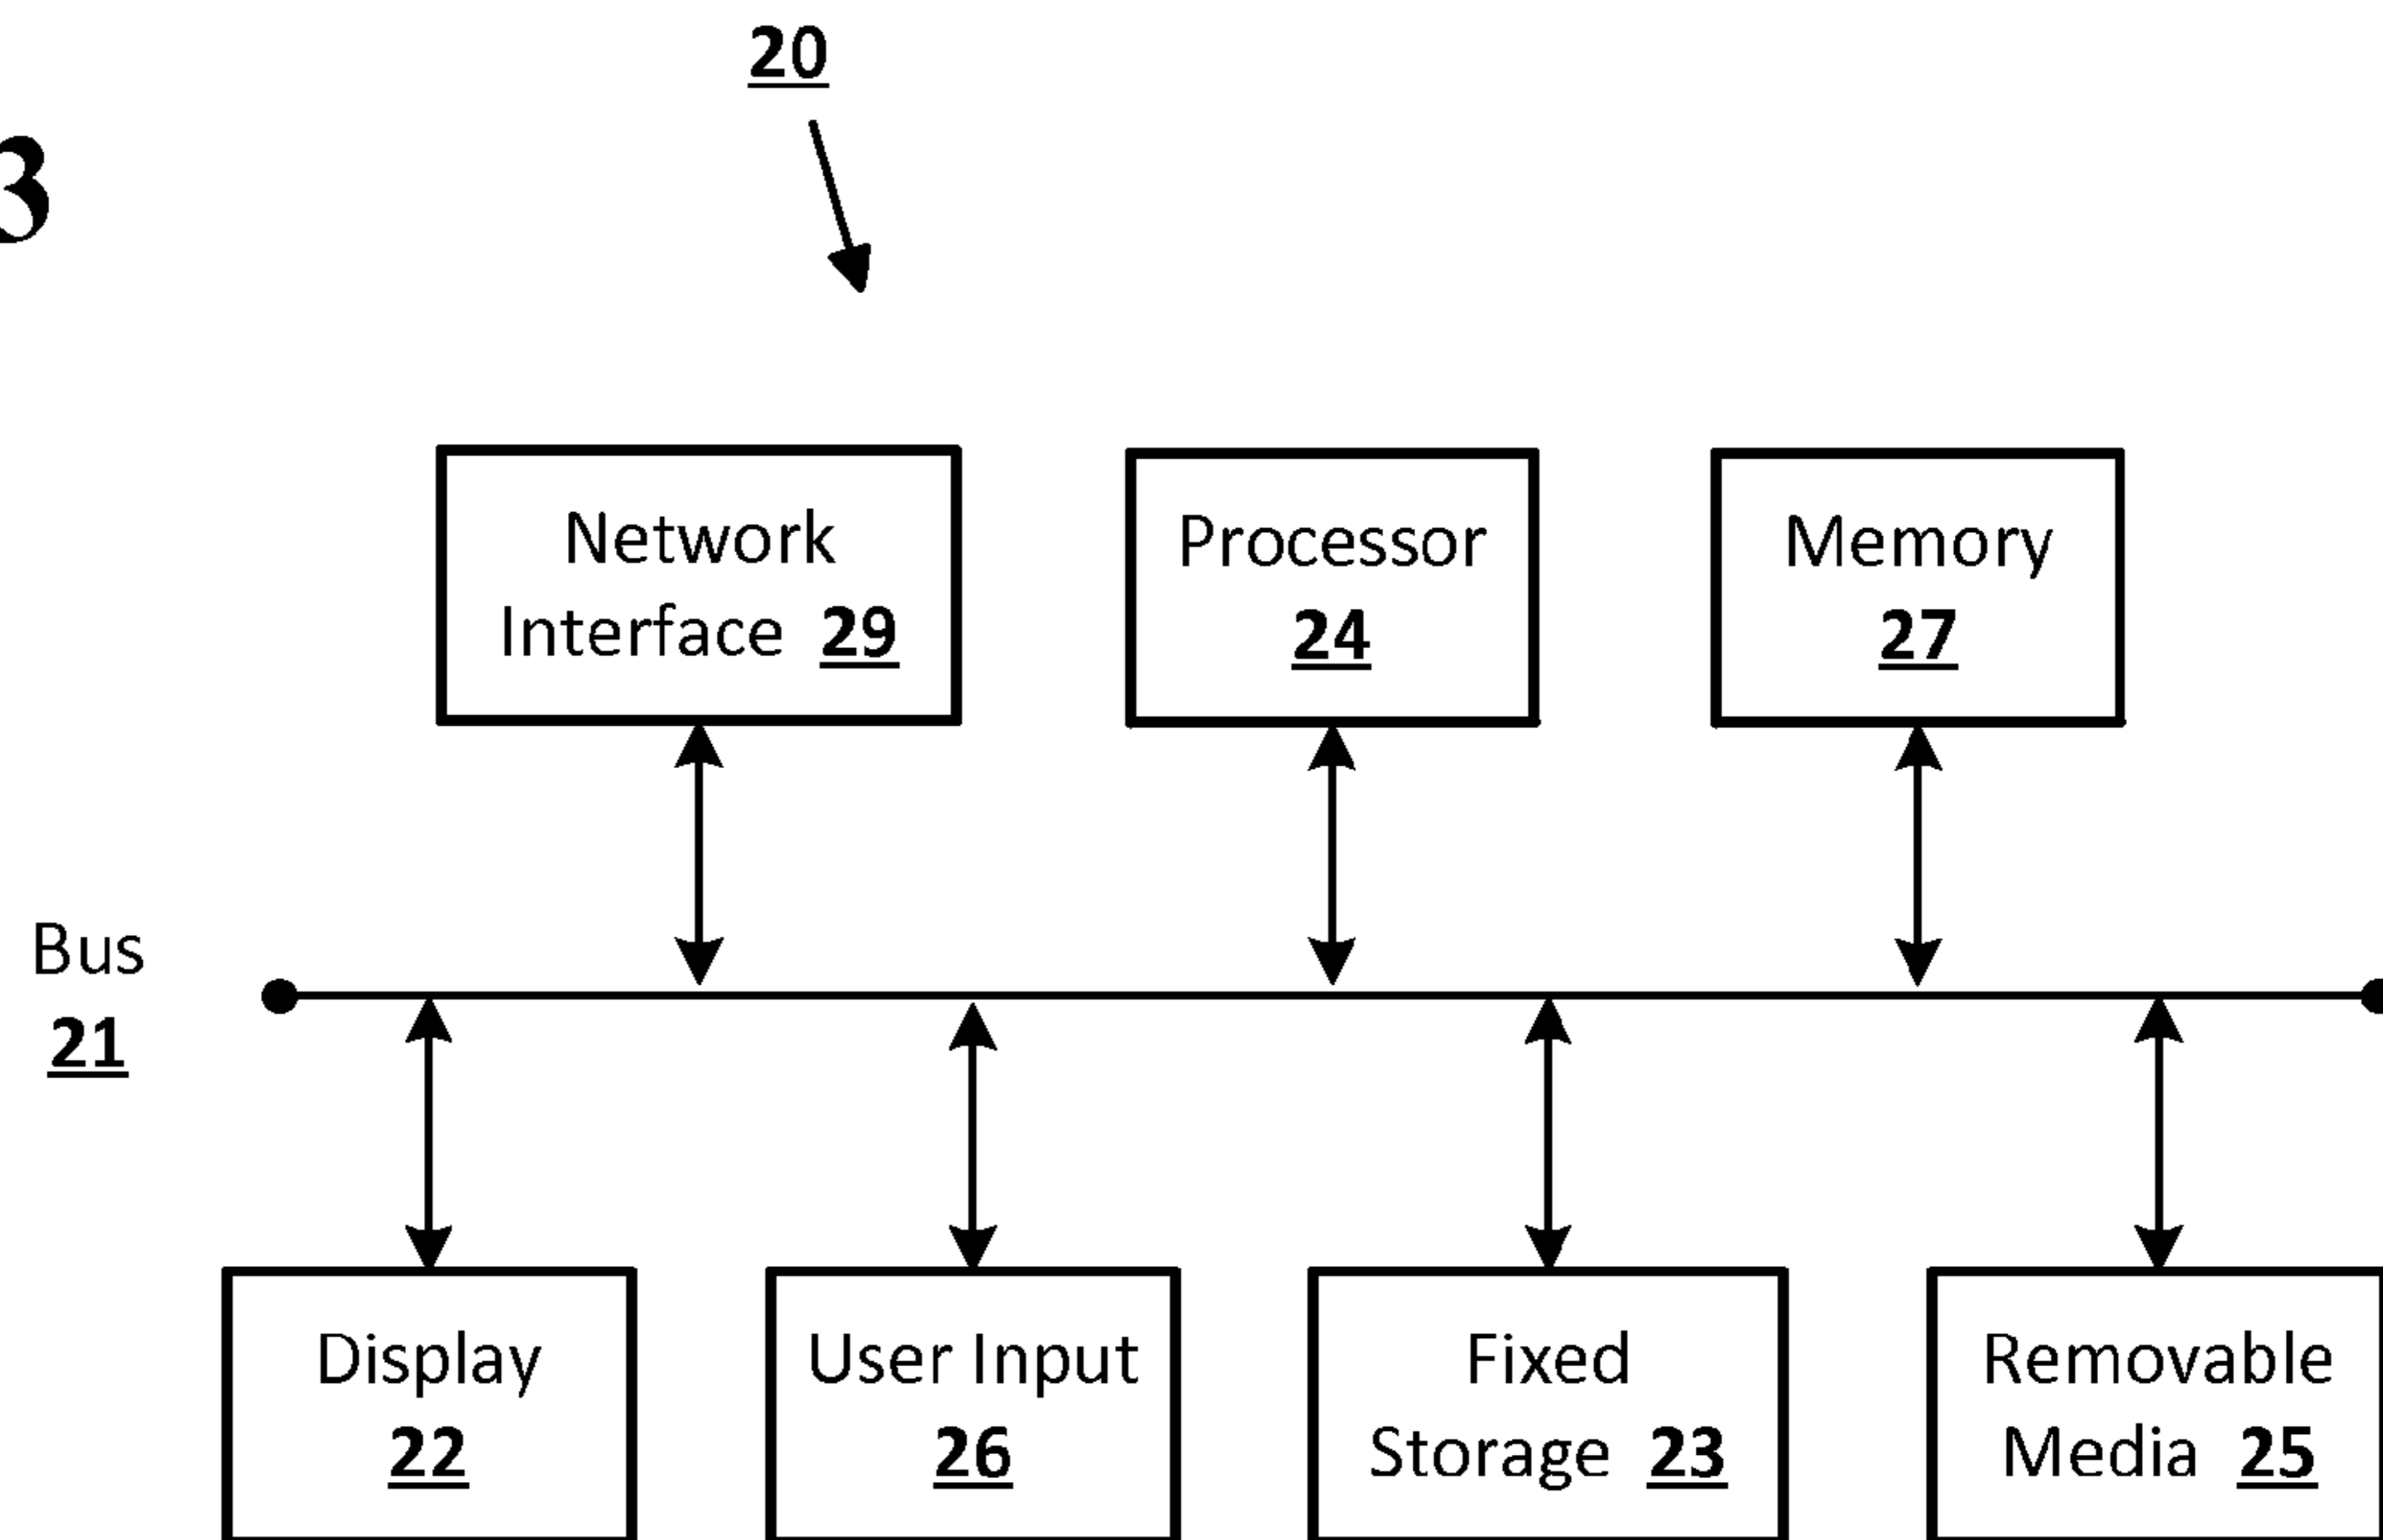 20
3
Network
Interface 29
Processor
24
Memory
27
Bus
21
Display
22
User Input
26
Fixed
Storage 23
Removable
Media 25